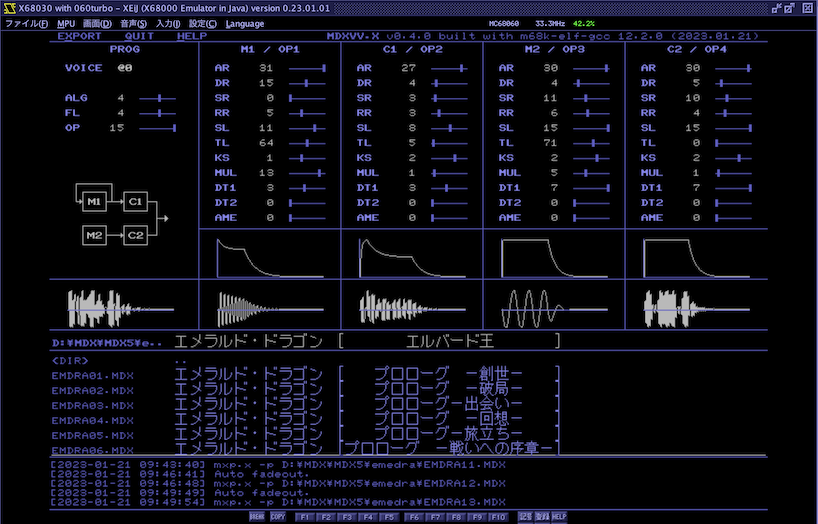 X68030 with 060turbo - XEiJ (X68000 Emulator in Java) version 0.23.01.01
ファイル(F) MPU 画面(D) 音声(S) 入力(I) 設定(C) Language MC68060 33.3MHz 42.2%
EXPORT QUIT HELP MDXVV.X v0.4.0 built with m68k-elf-gcc 12.2.0 (2023.01.21)
PROG M1 / OP1 C1 / OP2 M2 / OP3 C2 / OP4
VOICE @0 AR 31 AR 27 AR 30 AR 30
DR 15 DR 4 DR 4 DR 5
ALG 4 SR 0 SR 3 SR 11 SR 10
FL 4 RR 5 RR 3 RR 6 RR 4
OP 15 SL 11 SL 8 SL 15 SL 15
TL 64 TL 5 TL 71 TL 0
KS 1 KS 2 KS 2 KS 2
MUL 13 MUL 1 MUL 5 MUL 1
DT1 3 DT1 3 DT1 7 DT1 7
DT2 0 DT2 0 DT2 0 DT2 0
AME 0 AME 0 AME 0 AME 0
M1 C1
M2 C2
D:¥MDX¥MDX5¥e.. エメラルド・ドラゴン [ エルバード王 ]
<DIR> ..
EMDRA01.MDX エメラルド・ドラゴン [ プロローグ －創世－ ]
EMDRA02.MDX エメラルド・ドラゴン [ プロローグ －破局－ ]
EMDRA03.MDX エメラルド・ドラゴン [ プロローグ－出会い－ ]
EMDRA04.MDX エメラルド・ドラゴン [ プロローグ －回想－ ]
EMDRA05.MDX エメラルド・ドラゴン [ プロローグ－旅立ち－ ]
EMDRA06.MDX エメラルド・ドラゴン [プロローグ －戦いへの序章－]
[2023-01-21 09:43:40] mxp.x -p D:¥MDX¥MDX5¥emedra¥EMDRA11.MDX
[2023-01-21 09:46:41] Auto fadeout.
[2023-01-21 09:46:48] mxp.x -p D:¥MDX¥MDX5¥emedra¥EMDRA12.MDX
[2023-01-21 09:49:49] Auto fadeout.
[2023-01-21 09:49:54] mxp.x -p D:¥MDX¥MDX5¥emedra¥EMDRA13.MDX
BREAK COPY F1 F2 F3 F4 F5 F6 F7 F8 F9 F10 記号 登録 HELP